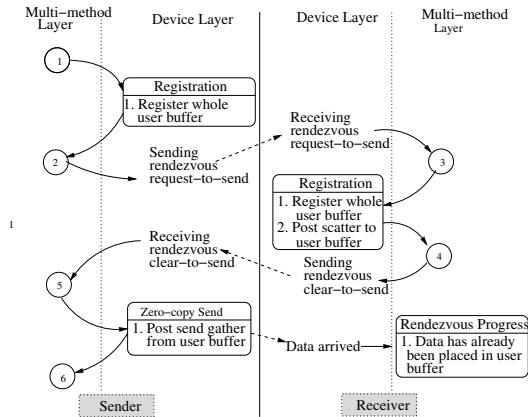 Multi−method
Layer
Device Layer
Device Layer
Multi−method
Layer
1
Registration
1. Register whole
user buffer
2
Sending
rendezvous
request−to−send
Receiving
rendezvous
request−to−send
3
Registration
1. Register whole
user buffer
2. Post scatter to
user buffer
1
4
Receiving
rendezvous
clear−to−send
Sending
rendezvous
clear−to−send
5
Zero−copy Send
1. Post send gather
from user buffer
Data arrived
Rendezvous Progress
1. Data has already
been placed in user
buffer
6
Sender
Receiver